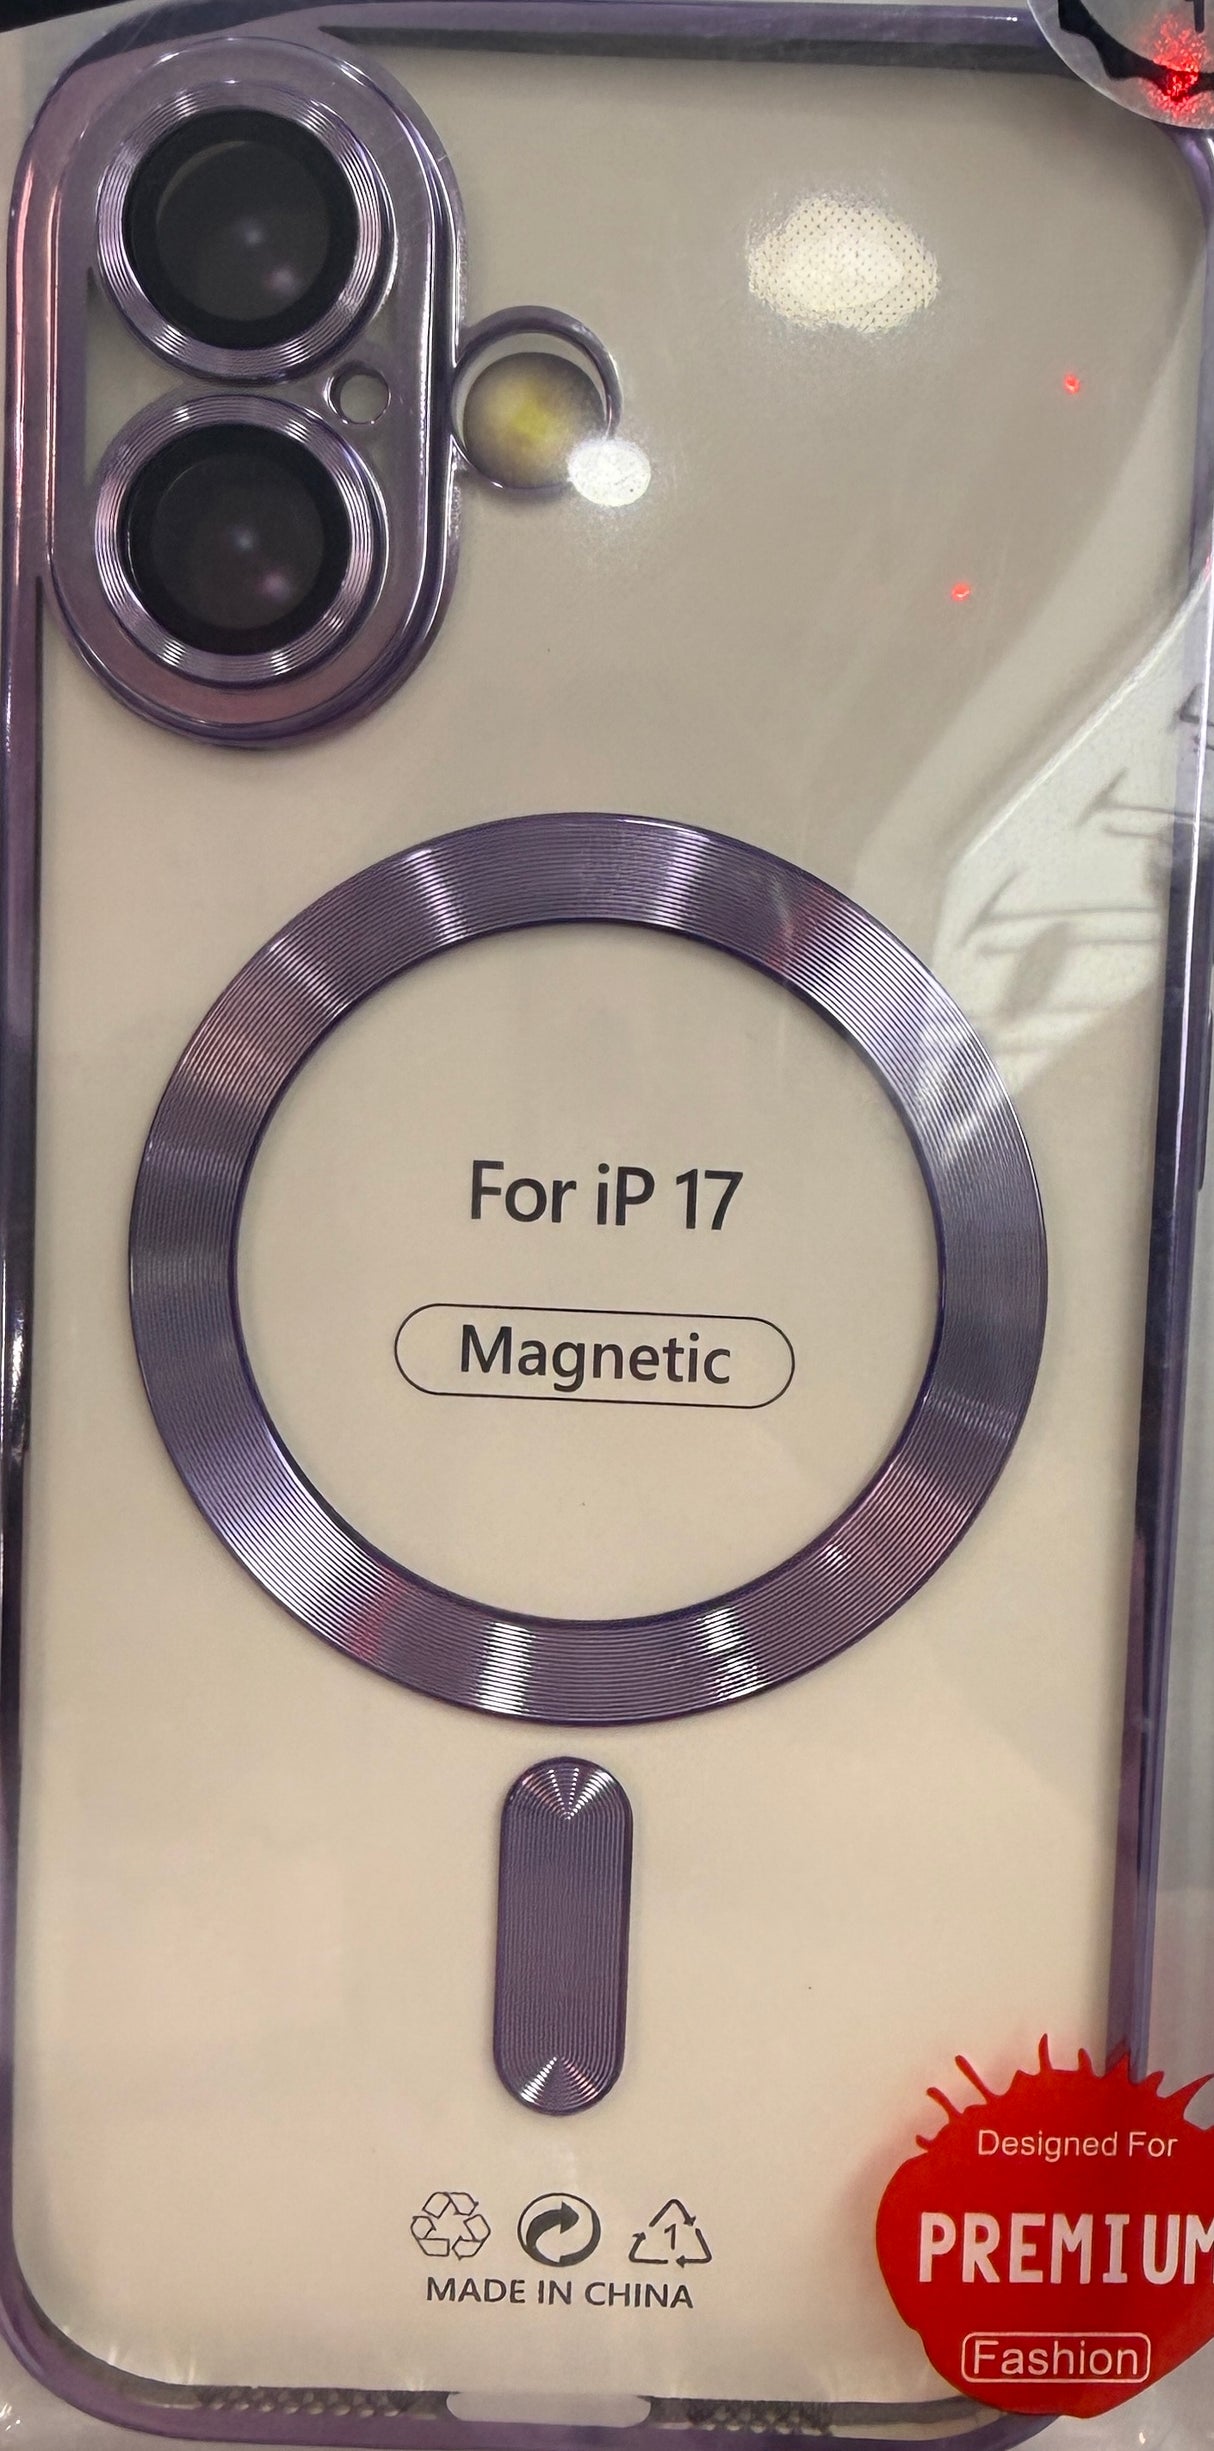 For iP 17
Magnetic
Designed For
PREMIUM
Fashion
1
MADE IN CHINA